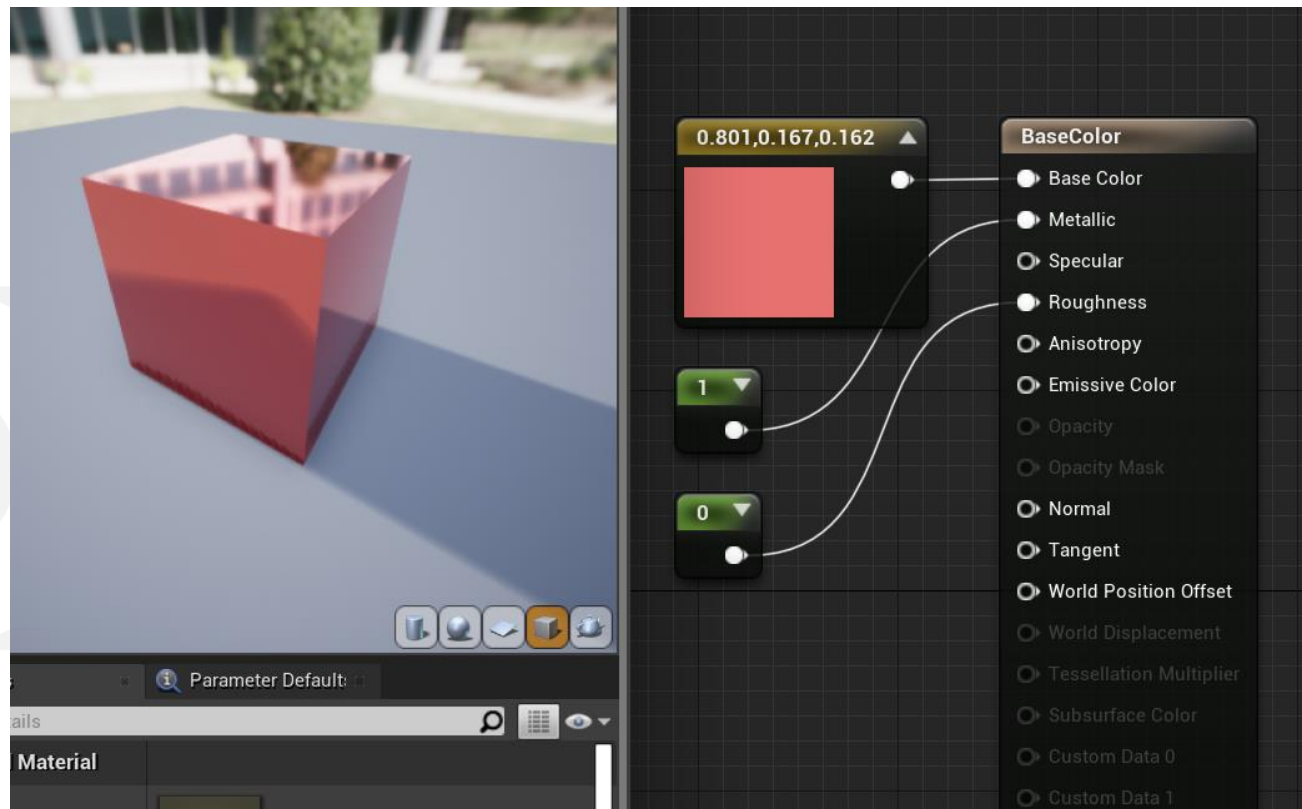 0.801,0.167,0.162
BaseColor
Base Color
Metallic
Specular
Roughness
Anisotropy
1
Emissive Color
Opacity
Opacity Mask
0
Normal
Tangent
World Position Offset
World Displacement
Tessellation Multiplier
Subsurface Color
Custom Data 0
Custom Data 1
Parameter Default
ails
Material